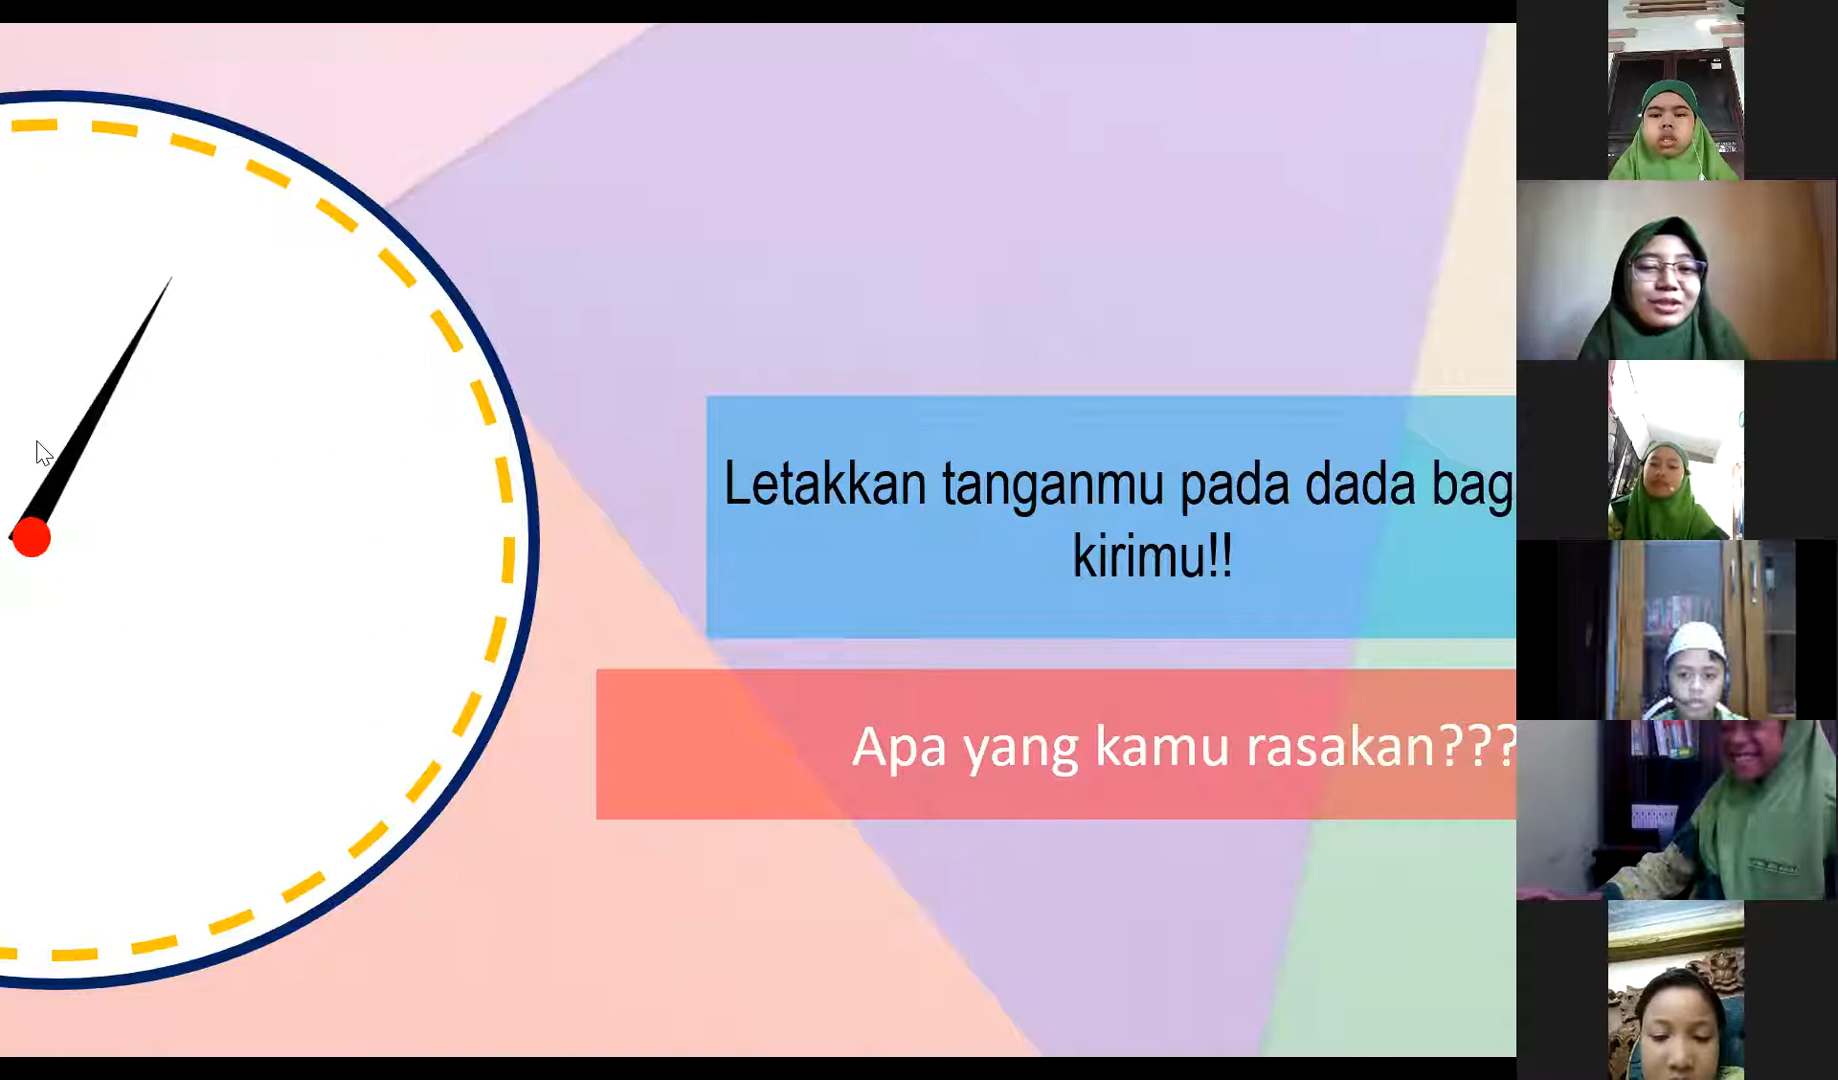 Letakkan tanganmu pada dada bag
kirimu!!
Apa yang kamu rasakan???